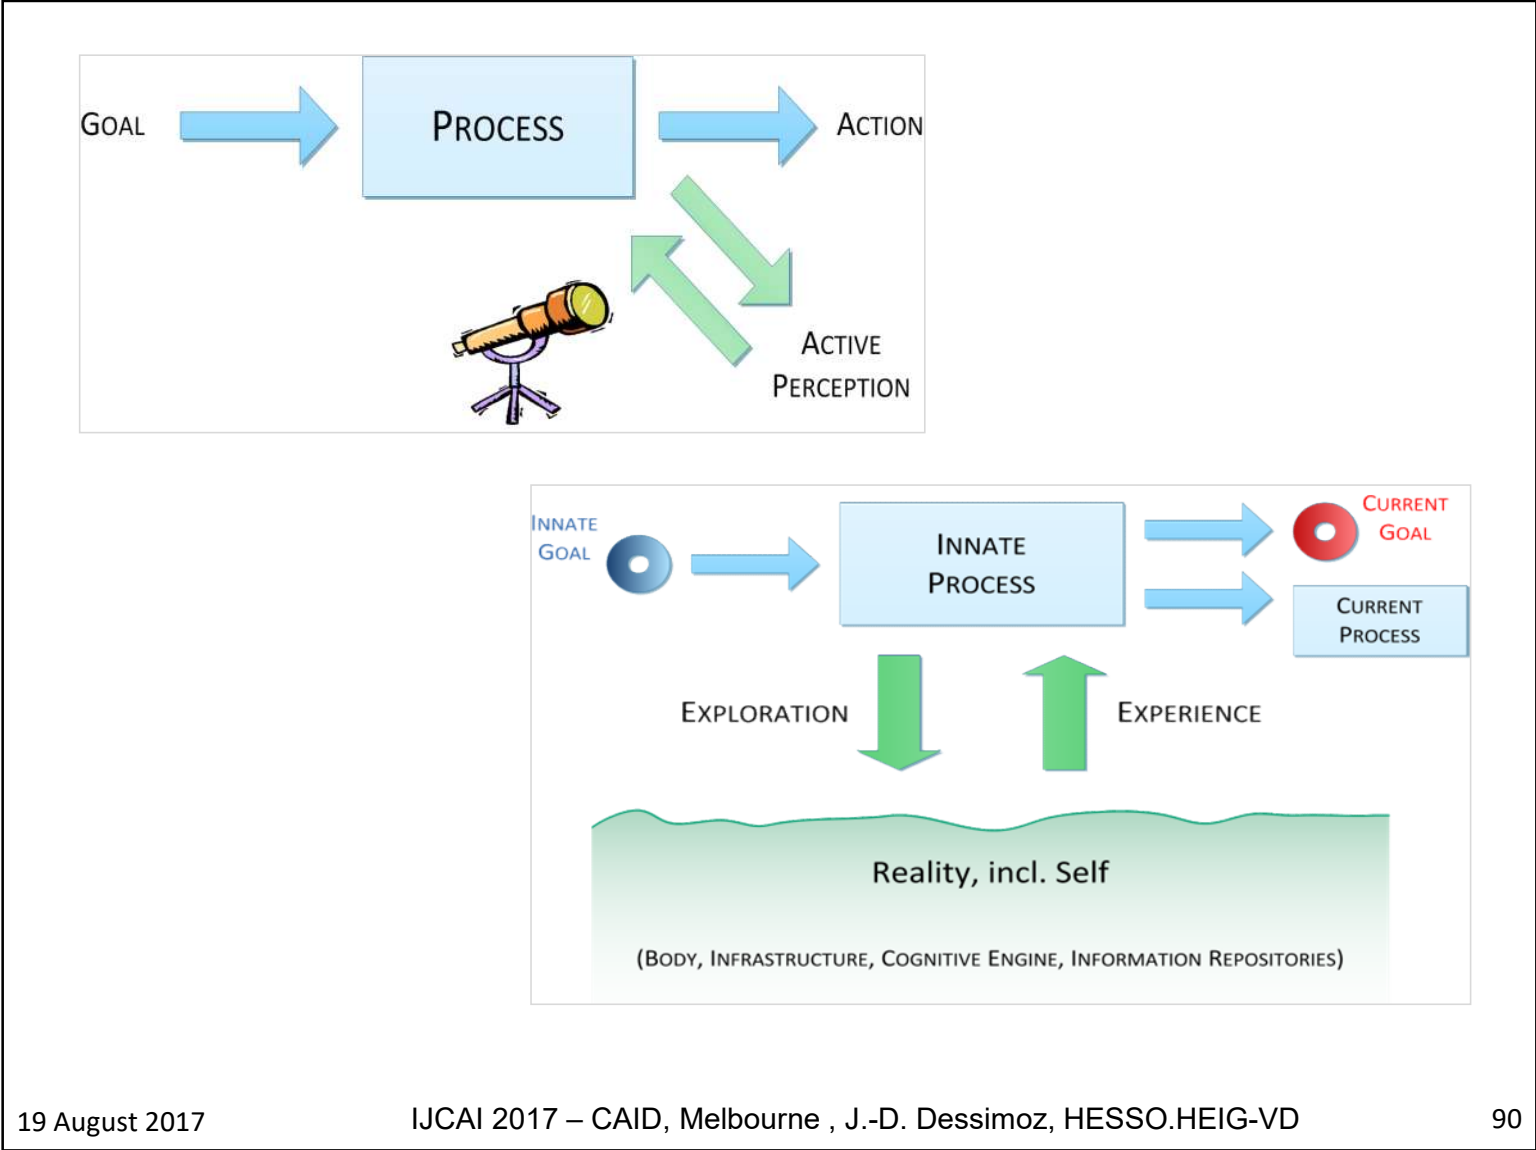 GOAL
PROCESS
ACTION
ACTIVE
PERCEPTION
INNATE
GOAL
INNATE
PROCESS
CURRENT
GOAL
CURRENT
PROCESS
EXPLORATION
EXPERIENCE
Reality, incl. Self
(BODY, INFRASTRUCTURE, COGNITIVE ENGINE, INFORMATION REPOSITORIES)
19 August 2017
IJCAI 2017 – CAID, Melbourne , J.-D. Dessimoz, HESSO.HEIG-VD
90